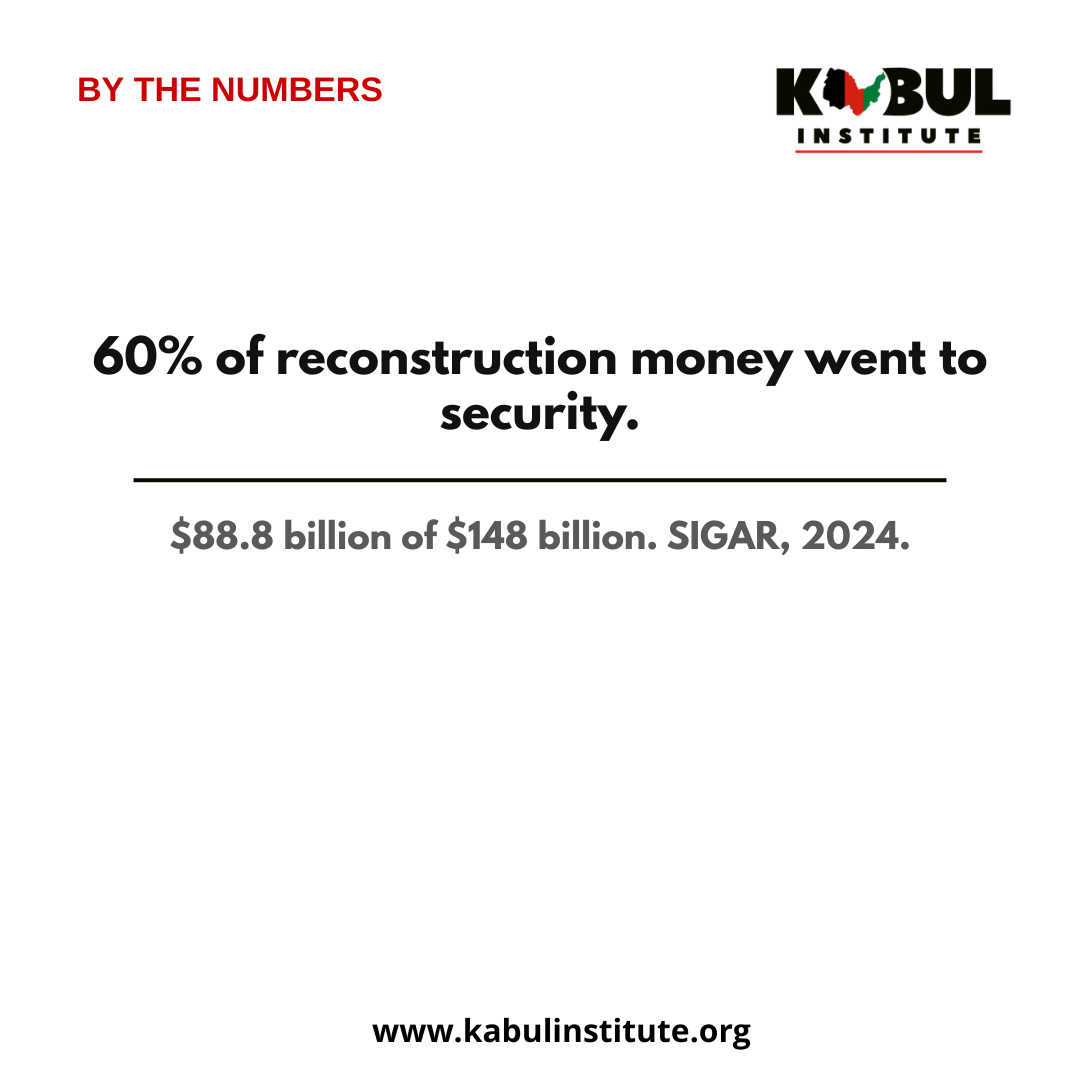 BY THE NUMBERS
KABUL
INSTITUTE
60% of reconstruction money went to
security.
$88.8 billion of $148 billion. SIGAR, 2024.
www.kabulinstitute.org